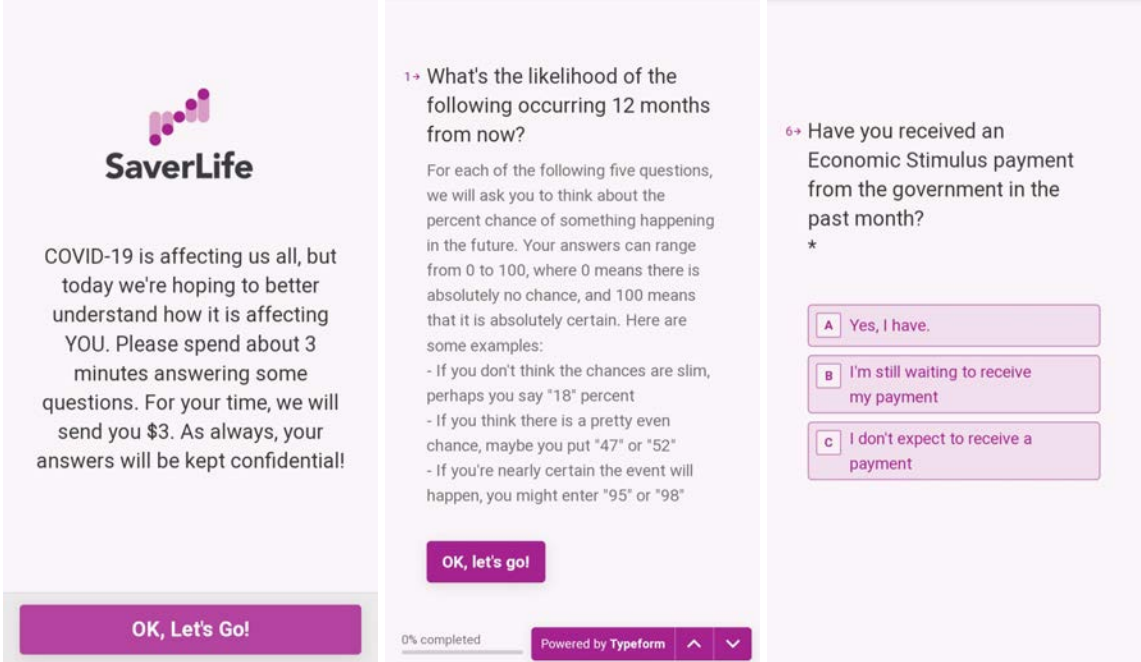 SaverLife
COVID-19 is affecting us all, but
today we're hoping to better
understand how it is affecting
YOU. Please spend about 3
minutes answering some
questions. For your time, we will
send you $3. As always, your
answers will be kept confidential!
OK, Let's Go!
1→ What's the likelihood of the
following occurring 12 months
from now?
For each of the following five questions,
we will ask you to think about the
percent chance of something happening
in the future. Your answers can range
from 0 to 100, where 0 means there is
absolutely no chance, and 100 means
that it is absolutely certain. Here are
some examples:
- If you don't think the chances are slim,
perhaps you say "18" percent
- If you think there is a pretty even
chance, maybe you put "47" or "52"
- If you're nearly certain the event will
happen, you might enter "95" or "98"
OK, let's go!
0% completed
Powered by Typeform
6→ Have you received an
Economic Stimulus payment
from the government in the
past month?
*
A Yes, I have.
B I'm still waiting to receive
my payment
C I don't expect to receive a
payment